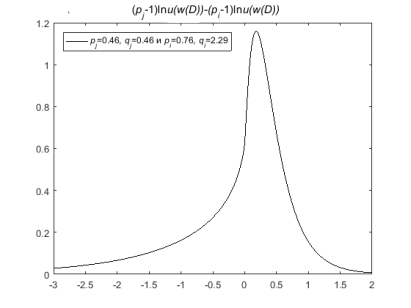 (p_j-1)lnu(w(D))-(p_i-1)lnu(w(D))
p_j=0.46, q_j=0.46 и p_i=0.76, q_i=2.29
1.2
1
0.8
0.6
0.4
0.2
0
-3 -2.5 -2 -1.5 -1 -0.5 0 0.5 1 1.5 2